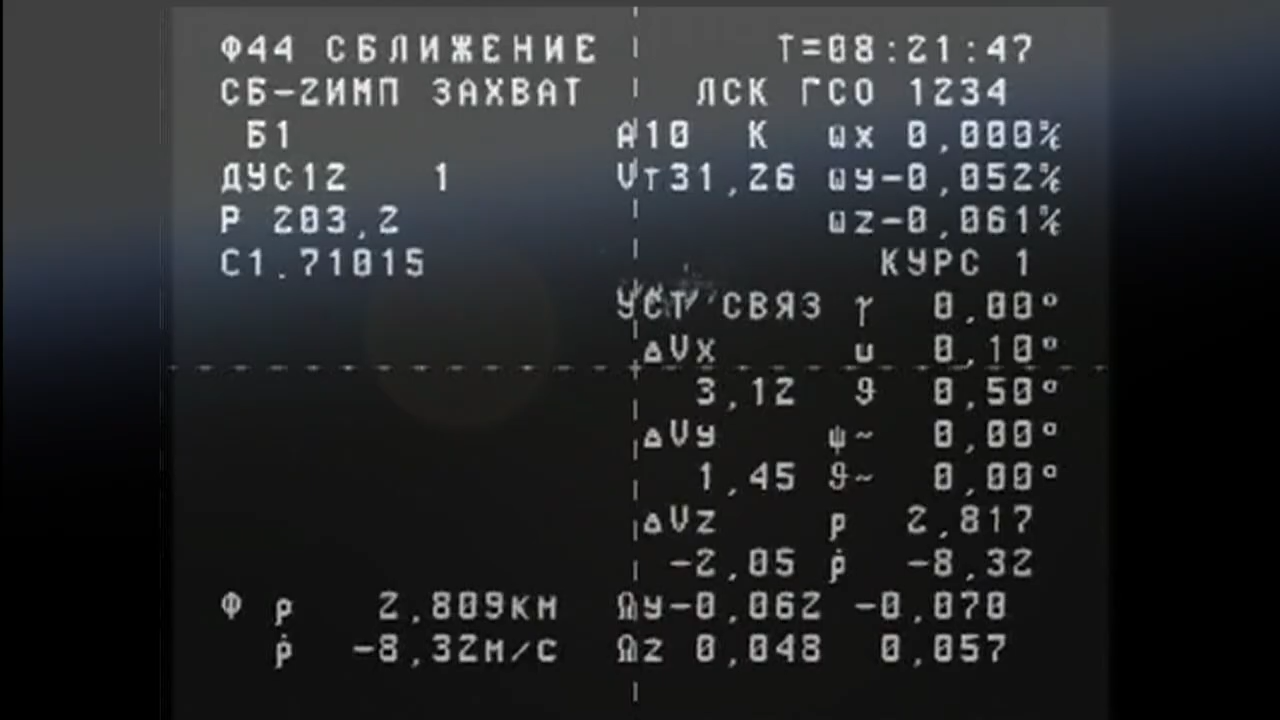 Ф44 СБЛИЖЕНИЕ Т=08:21:47
СБ-2ИМП ЗАХВАТ ЛСК ГСО 1234
Б1 А10 К ωx 0,000%
ДУС12 1 Vт31,26 ωу-0,052%
Р 203,2 ωz-0,061%
С1.71015 КУРС 1
УСТ СВЯЗ γ 0,00°
ΔVx u 0,10°
3,12 ϑ 0,50°
ΔVу ψ~ 0,00°
1,45 ϑ~ 0,00°
ΔVz ρ 2,817
-2,05 ρ̇ -8,32
Ф ρ 2,809км Ωу-0,062 -0,070
ρ̇ -8,32м/с Ωz 0,048 0,057